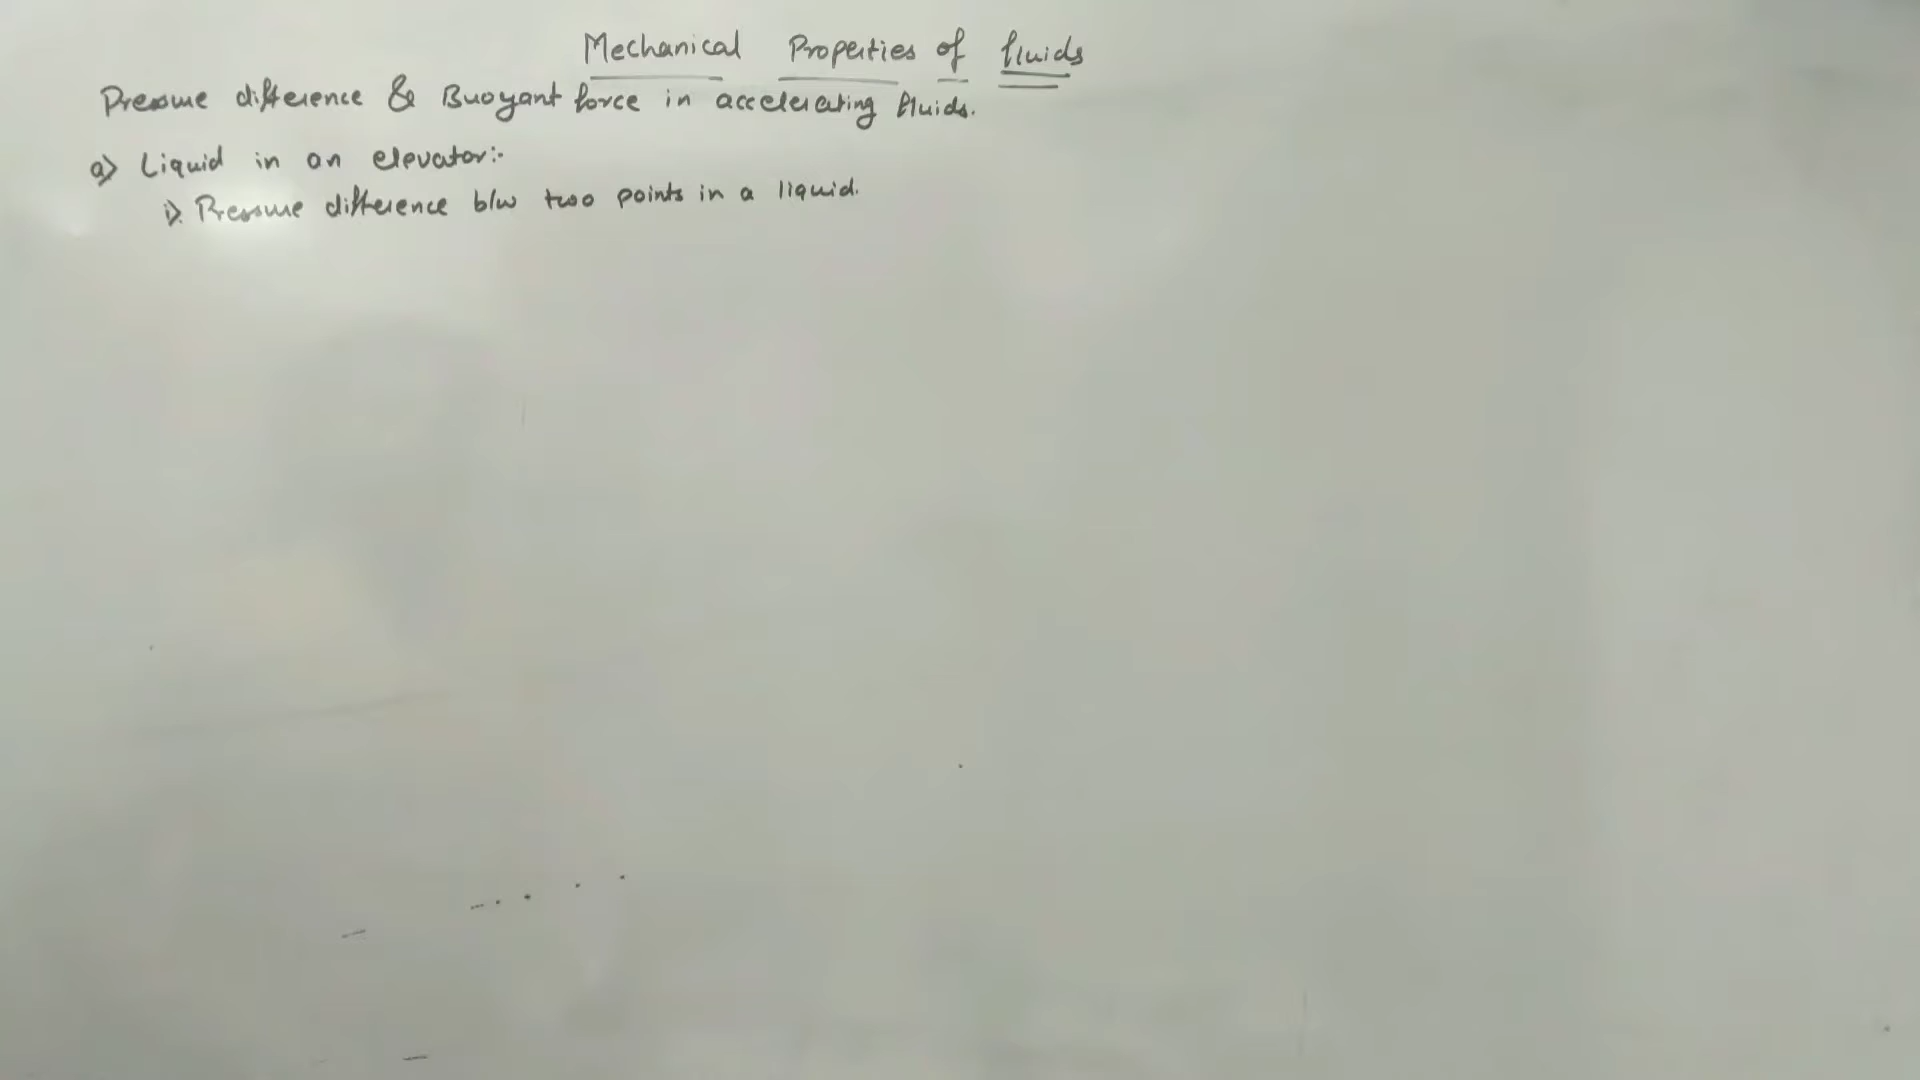 Mechanical Properties of fluids
Pressure difference & Buoyant force in accelerating fluids.
a) Liquid in an elevator:-
i). Pressure difference b/w two points in a liquid.